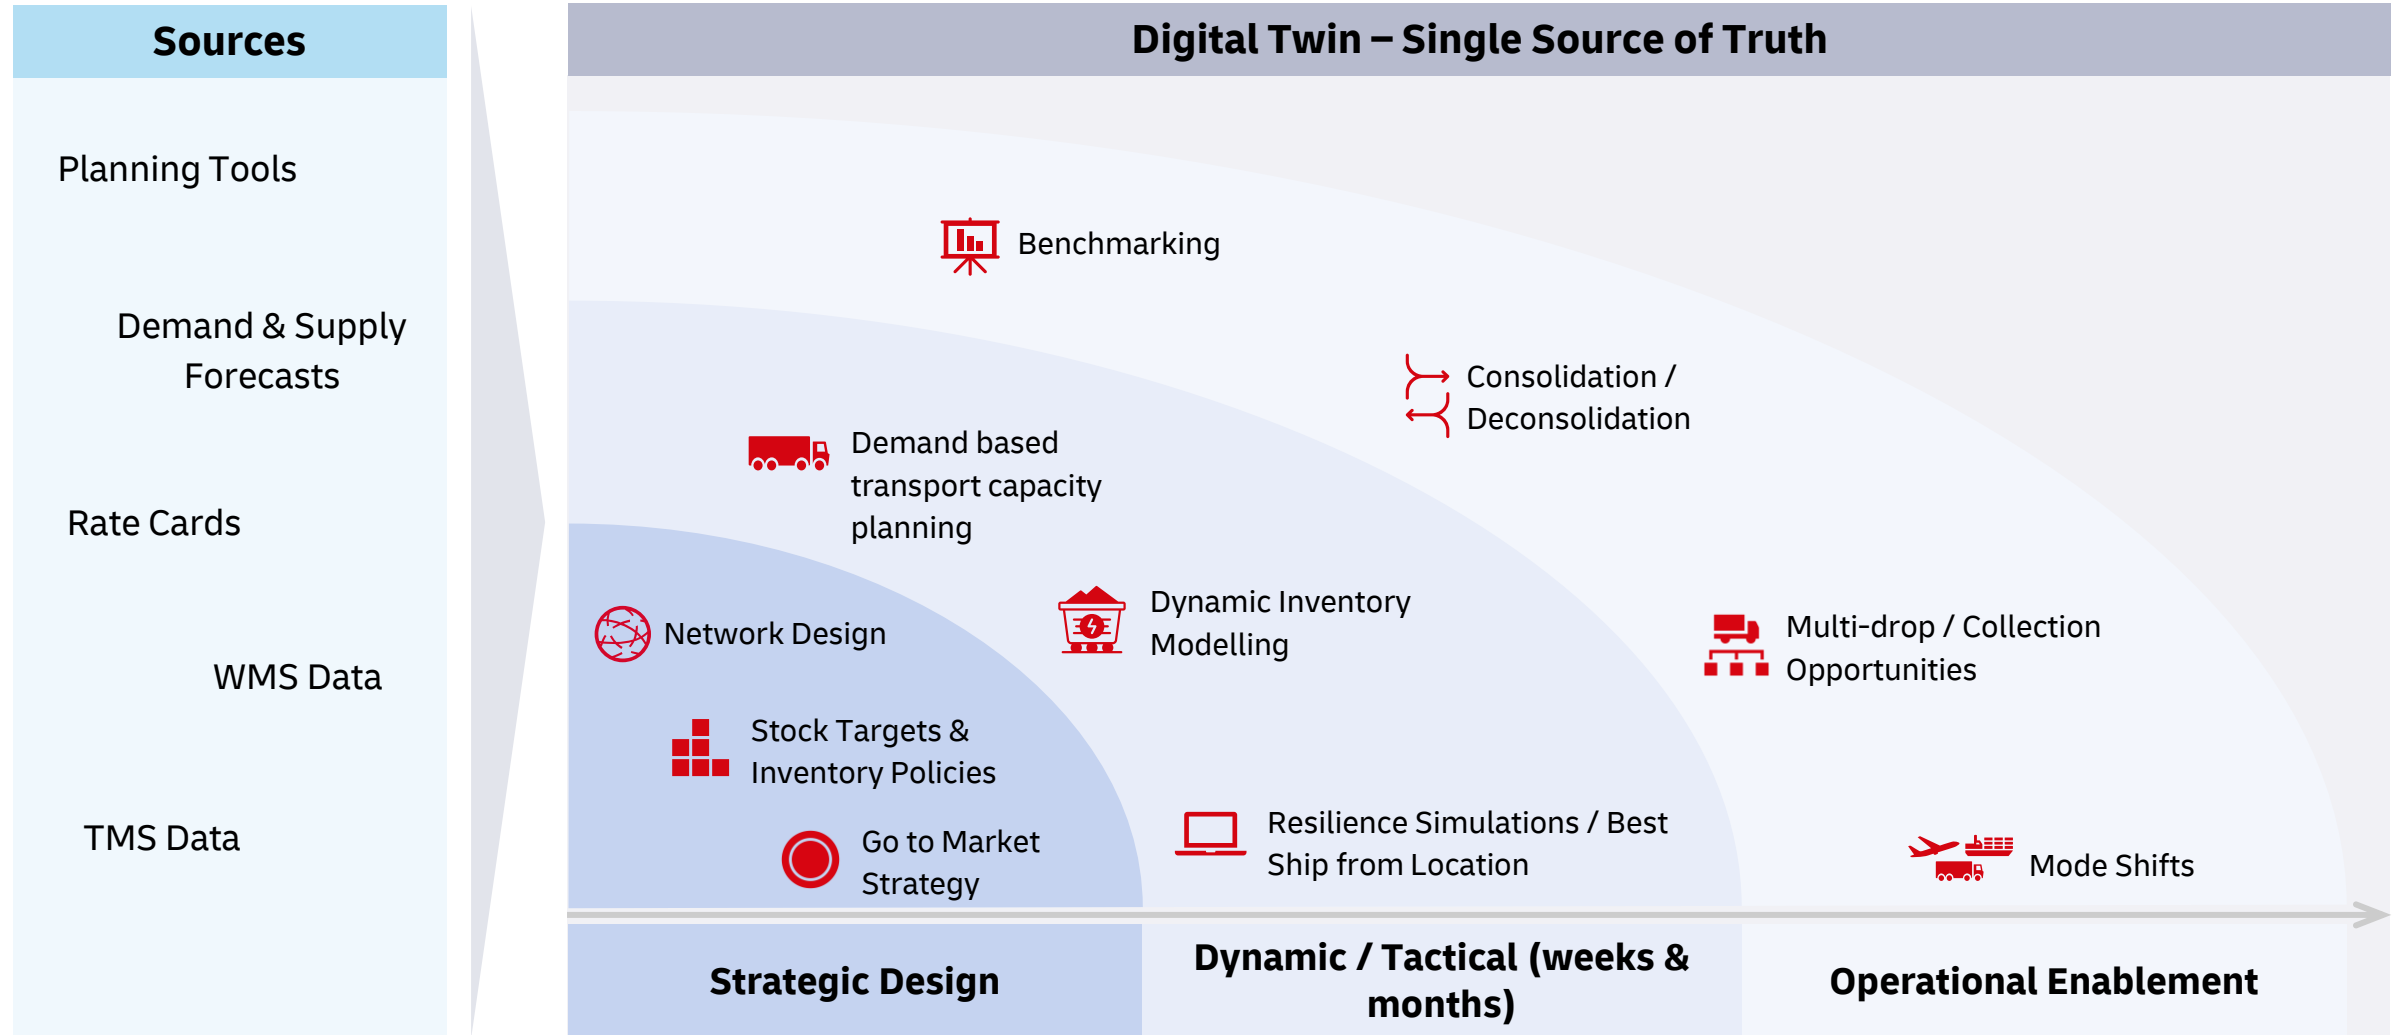 Sources
Planning Tools
Demand & Supply
Forecasts
Rate Cards
WMS Data
TMS Data
Digital Twin – Single Source of Truth
Benchmarking
Consolidation /
Deconsolidation
Demand based
transport capacity
planning
Dynamic Inventory
Modelling
Multi-drop / Collection
Opportunities
Network Design
Stock Targets &
Inventory Policies
Go to Market
Strategy
Resilience Simulations / Best
Ship from Location
Mode Shifts
Strategic Design
Dynamic / Tactical (weeks &
months)
Operational Enablement